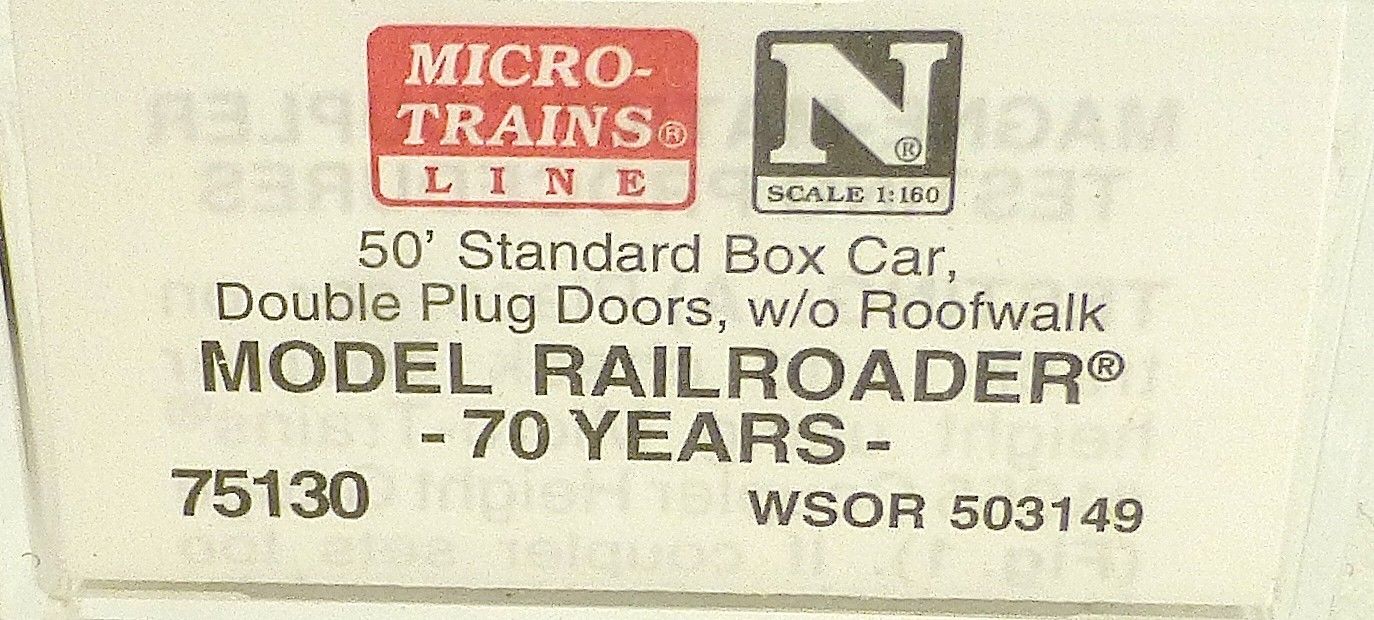 MICRO-
TRAINS®
LINE
N®
SCALE 1:160
50' Standard Box Car,
Double Plug Doors, w/o Roofwalk
MODEL RAILROADER®
- 70 YEARS -
75130 WSOR 503149